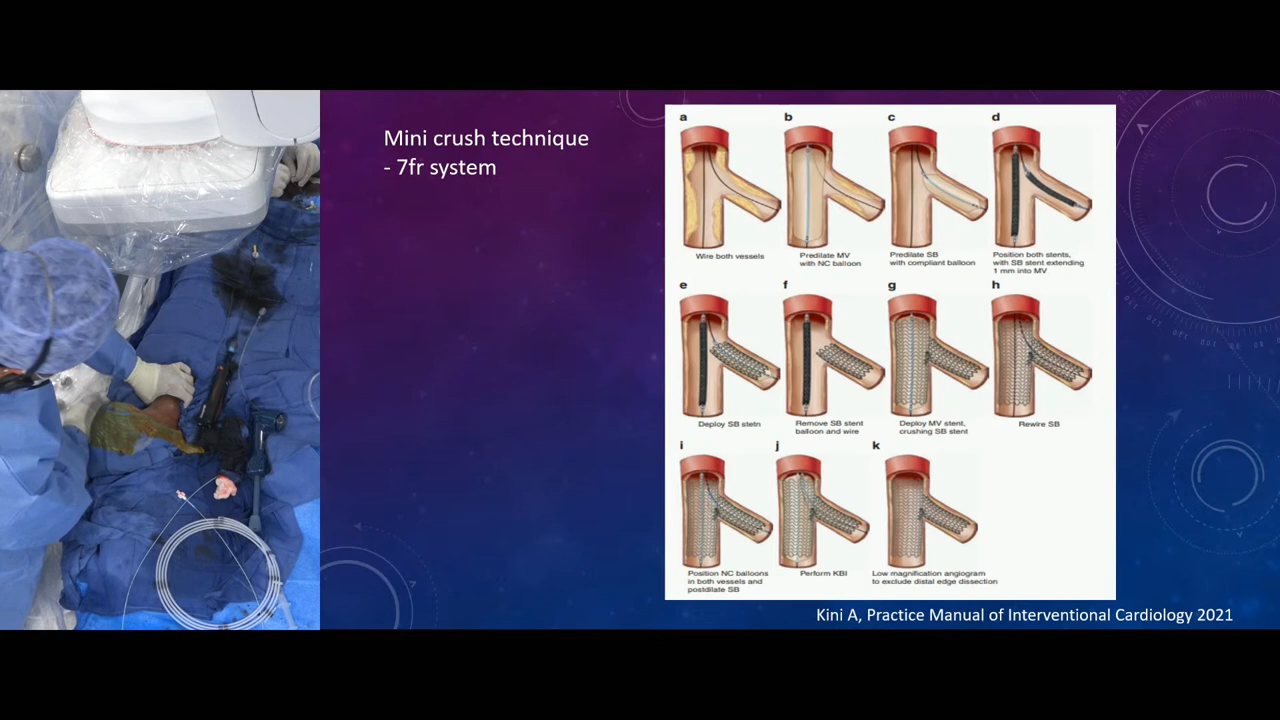 Mini crush technique
- 7fr system
a
b
c
d
Wire both vessels
Predilate MV
with NC balloon
Predilate SB
with compliant balloon
Position both stents,
with SB stent extending
1 mm into MV
e
f
g
h
Deploy SB stetn
Remove SB stent
balloon and wire
Deploy MV stent,
crushing SB stent
Rewire SB
i
j
k
Position NC balloons
in both vessels and
postdilate SB
Perform KBI
Low magnification angiogram
to exclude distal edge dissection
Kini A, Practice Manual of Interventional Cardiology 2021